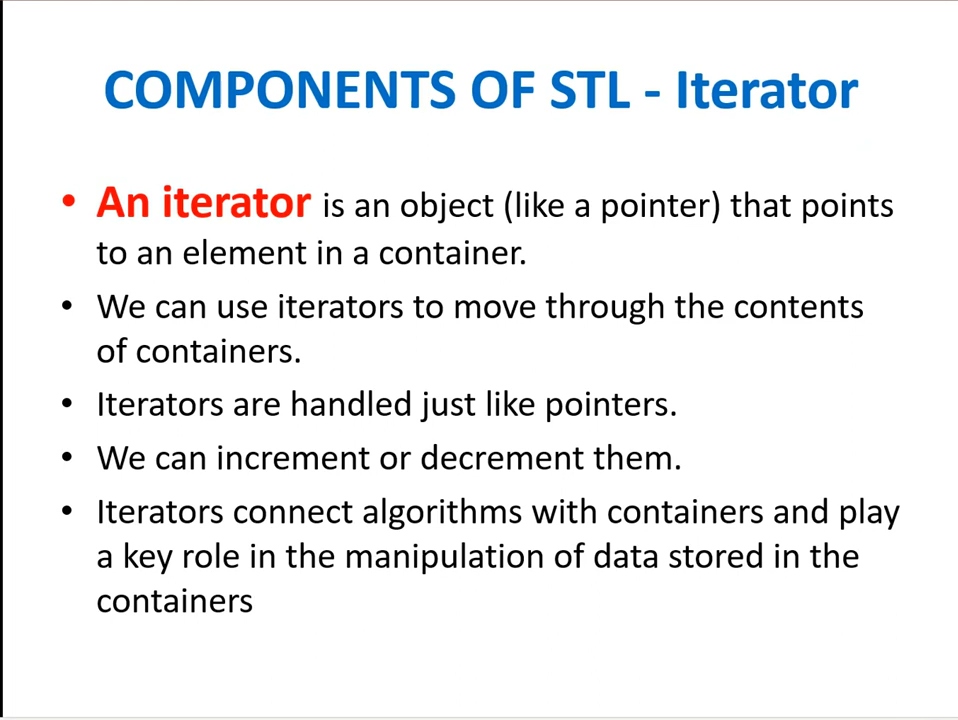 COMPONENTS OF STL - Iterator
• An iterator is an object (like a pointer) that points
to an element in a container.
• We can use iterators to move through the contents
of containers.
• Iterators are handled just like pointers.
• We can increment or decrement them.
• Iterators connect algorithms with containers and play
a key role in the manipulation of data stored in the
containers